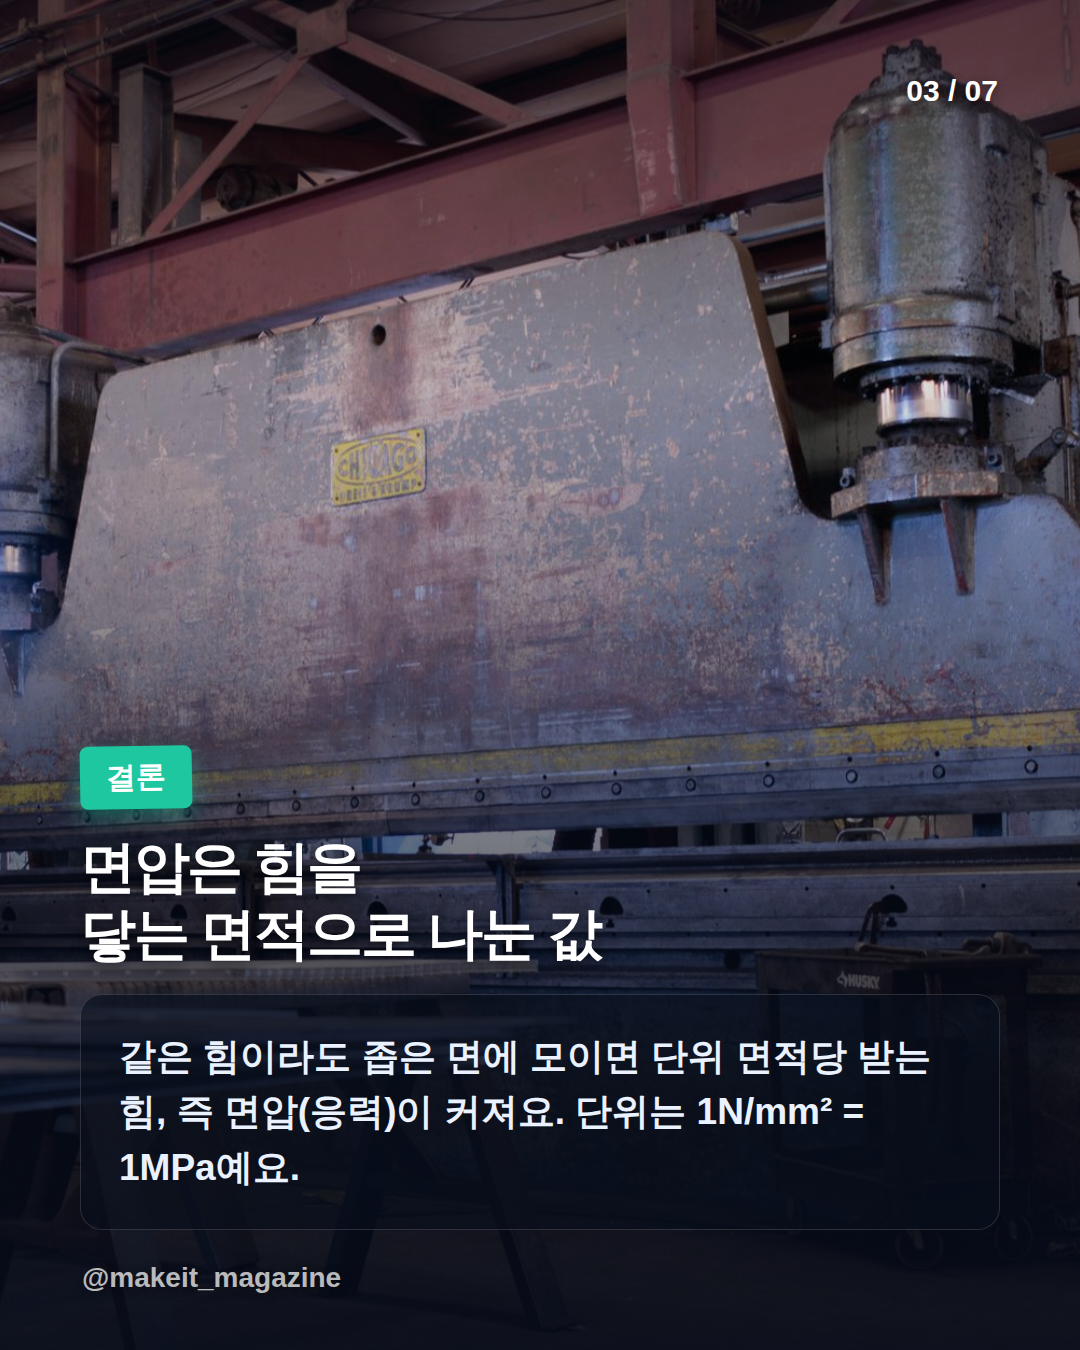 03 / 07
CHICAGO
HUSKY
결론
면압은 힘을
닿는 면적으로 나눈 값
같은 힘이라도 좁은 면에 모이면 단위 면적당 받는
힘, 즉 면압(응력)이 커져요. 단위는 1N/mm² =
1MPa예요.
@makeit_magazine